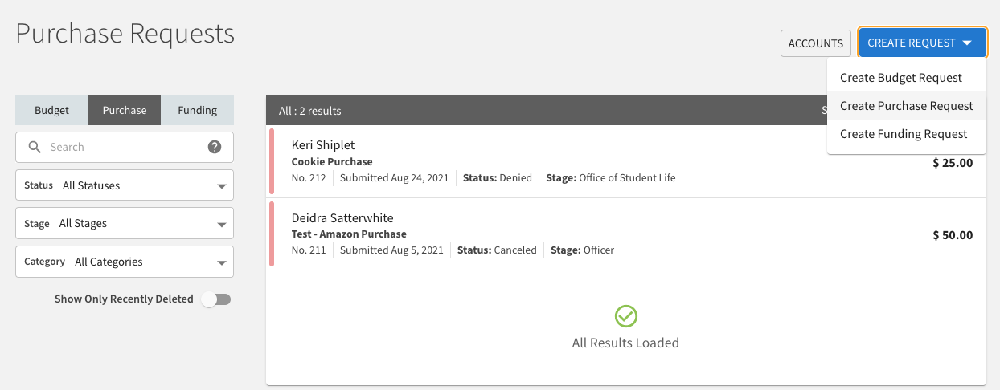 Purchase Requests
ACCOUNTS
CREATE REQUEST
Create Budget Request
Create Purchase Request
Create Funding Request
Budget Purchase Funding
Search
Status All Statuses
Stage All Stages
Category All Categories
Show Only Recently Deleted
All : 2 results
Keri Shiplet
Cookie Purchase
$ 25.00
No. 212 Submitted Aug 24, 2021 Status: Denied Stage: Office of Student Life
Deidra Satterwhite
Test - Amazon Purchase
$ 50.00
No. 211 Submitted Aug 5, 2021 Status: Canceled Stage: Officer
All Results Loaded